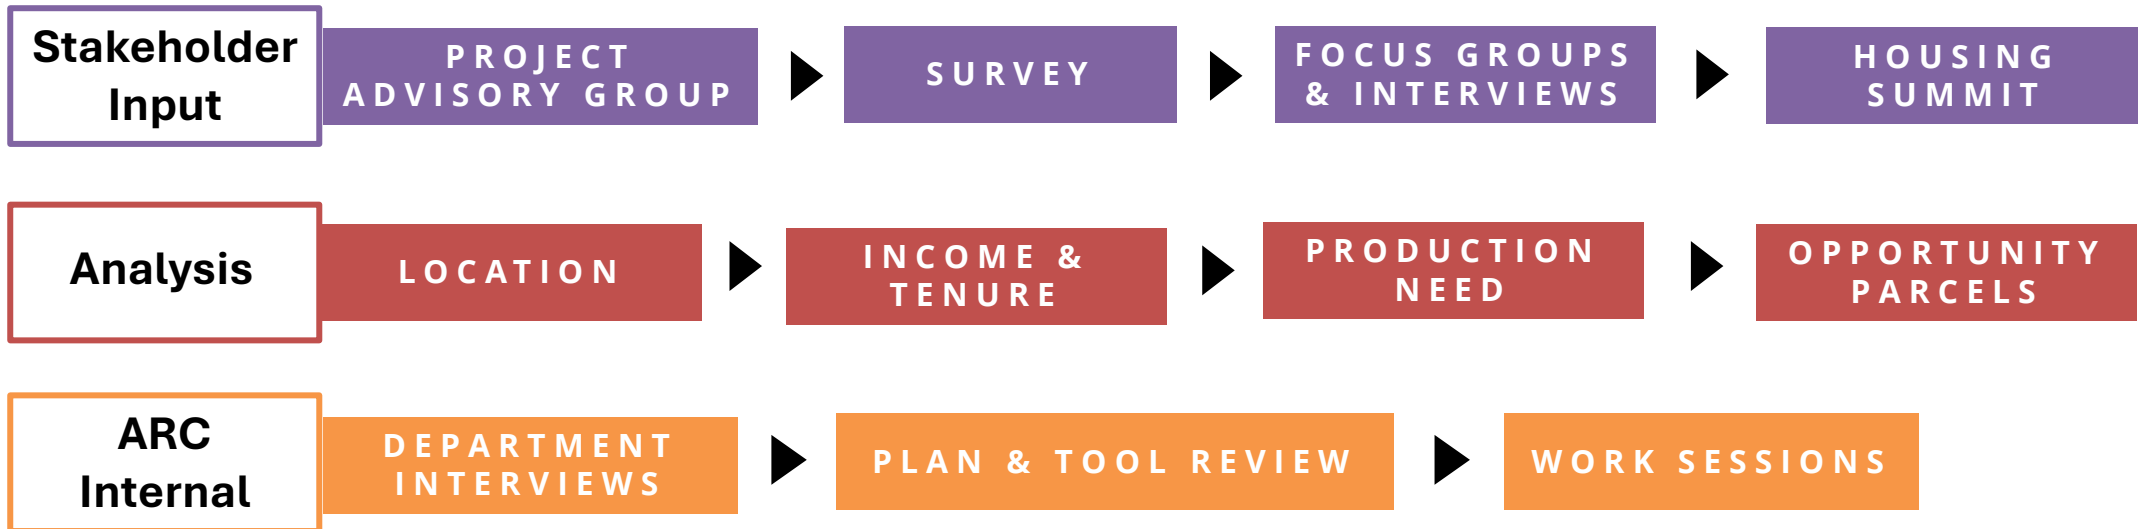 Stakeholder
Input
PROJECT
ADVISORY GROUP
SURVEY
FOCUS GROUPS
& INTERVIEWS
HOUSING
SUMMIT
Analysis
LOCATION
INCOME &
TENURE
PRODUCTION
NEED
OPPORTUNITY
PARCELS
ARC
Internal
DEPARTMENT
INTERVIEWS
PLAN & TOOL REVIEW
WORK SESSIONS